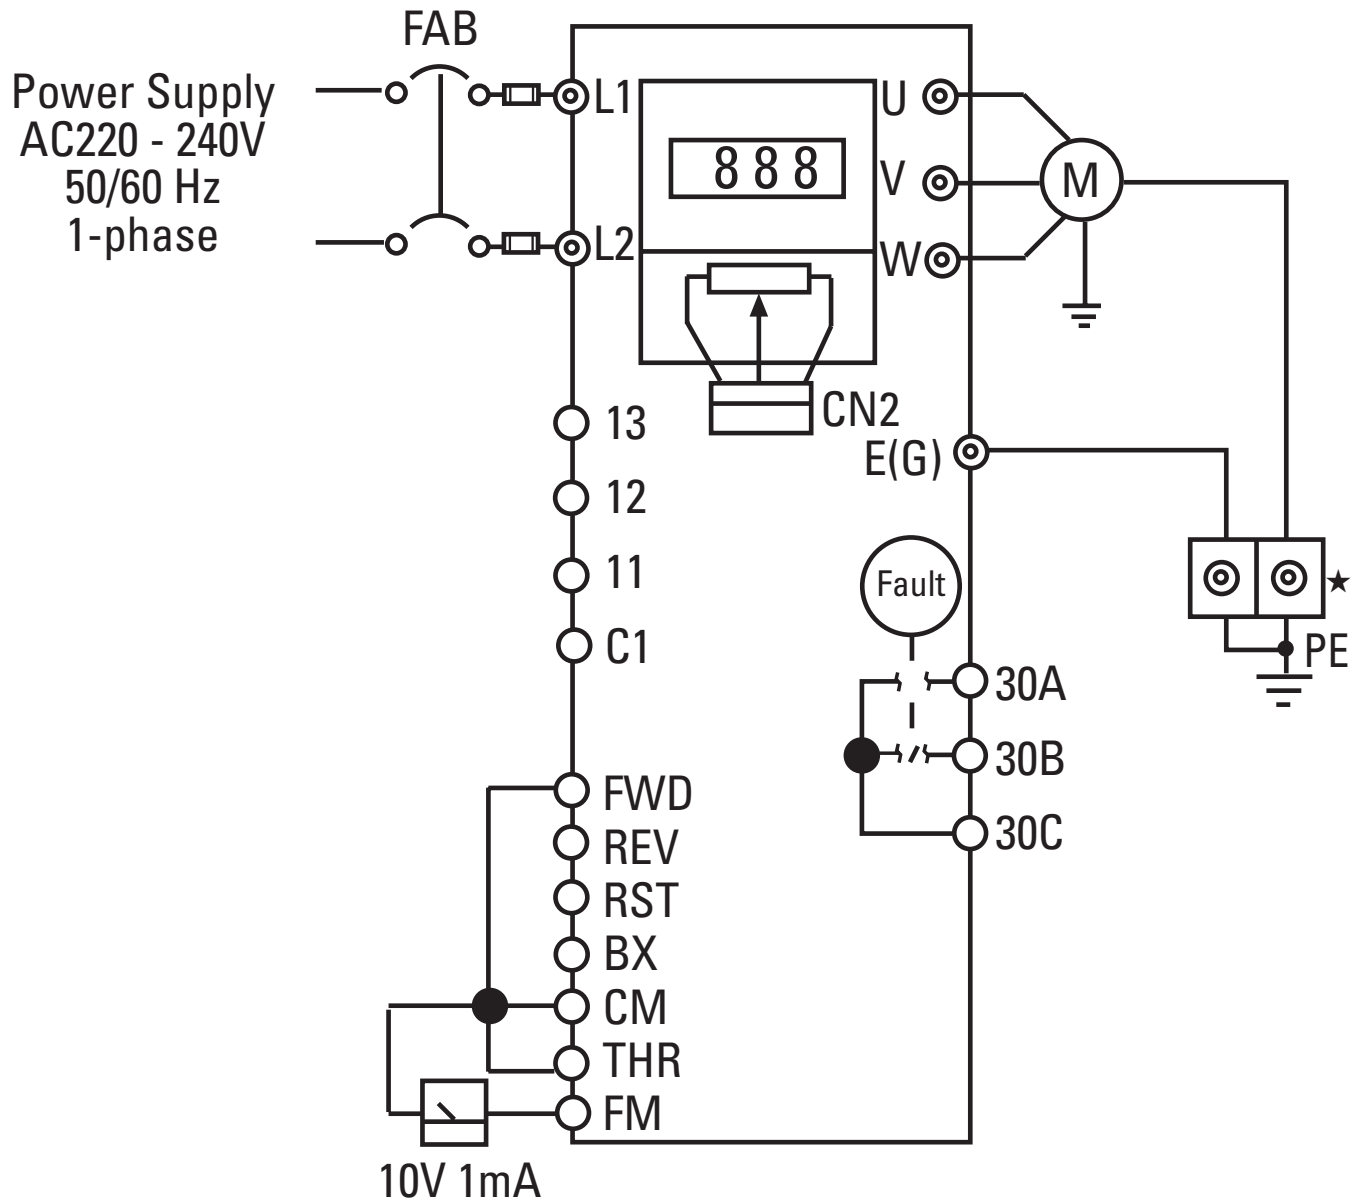 FAB
Power Supply
AC220 - 240V
50/60 Hz
1-phase
L1
L2
888
U
V
W
M
CN2
13
12
11
C1
E(G)
Fault
★
PE
30A
30B
30C
FWD
REV
RST
BX
CM
THR
FM
10V 1mA